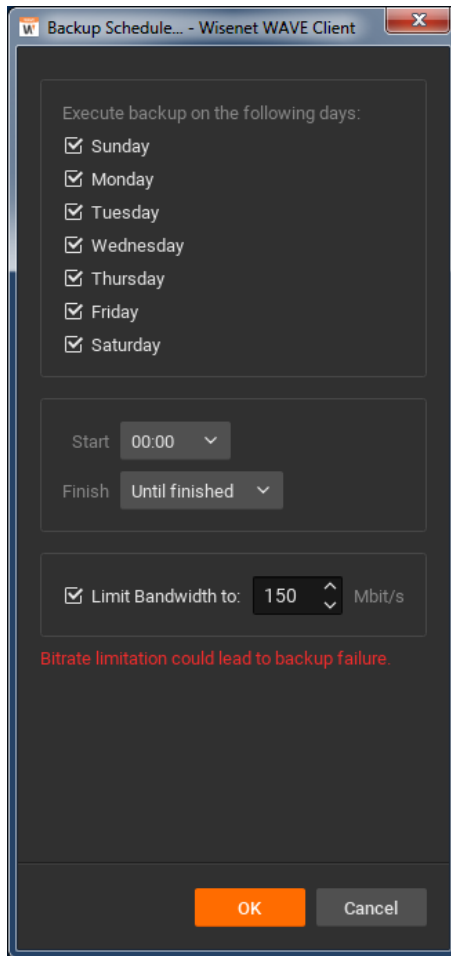 W Backup Schedule... - Wisenet WAVE Client X
Execute backup on the following days:
Sunday
Monday
Tuesday
Wednesday
Thursday
Friday
Saturday
Start 00:00
Finish Until finished
Limit Bandwidth to: 150 Mbit/s
Bitrate limitation could lead to backup failure.
OK Cancel